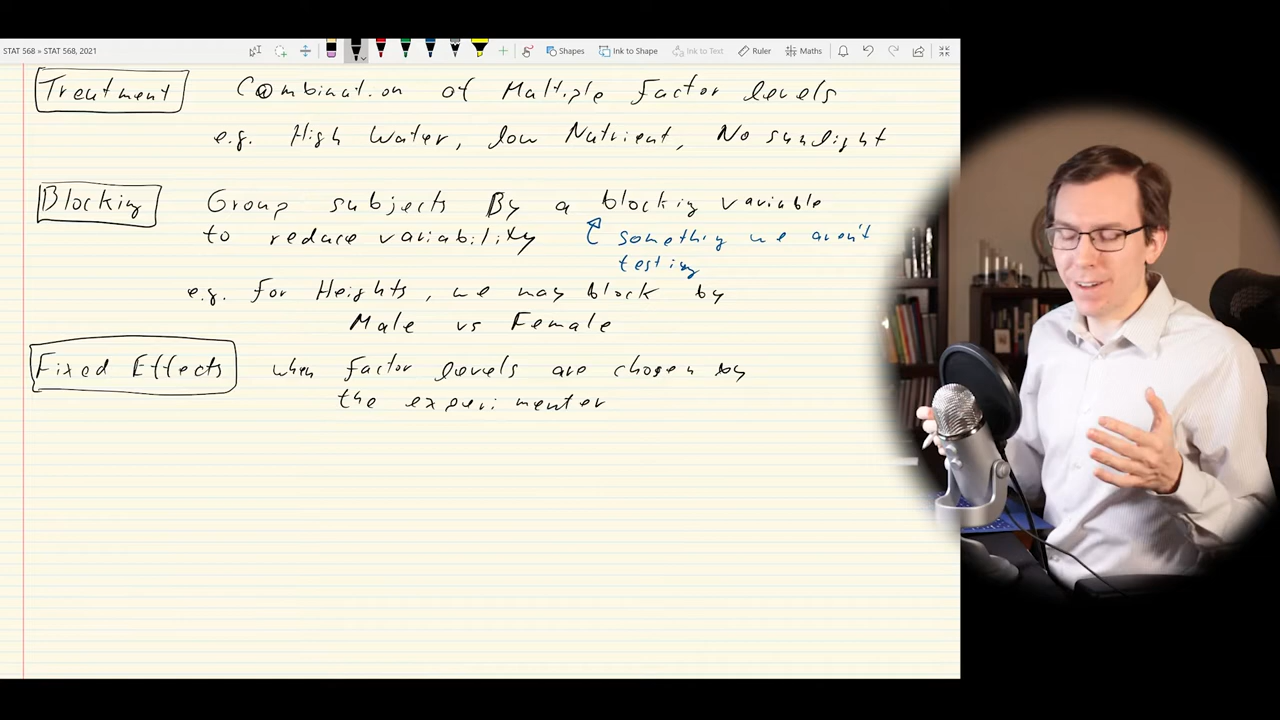 STAT 568 » STAT 568, 2021
Shapes
Ink to Shape
Ink to Text
Ruler
Maths
Treatment Combination of Multiple Factor levels
e.g. High Water, low Nutrient, No sunlight
Blocking Group subjects By a blocking variable
to reduce variability something we aren't
testing
e.g. for Heights, we may block by
Male vs Female
Fixed Effects when factor levels are chosen by
the experimenter